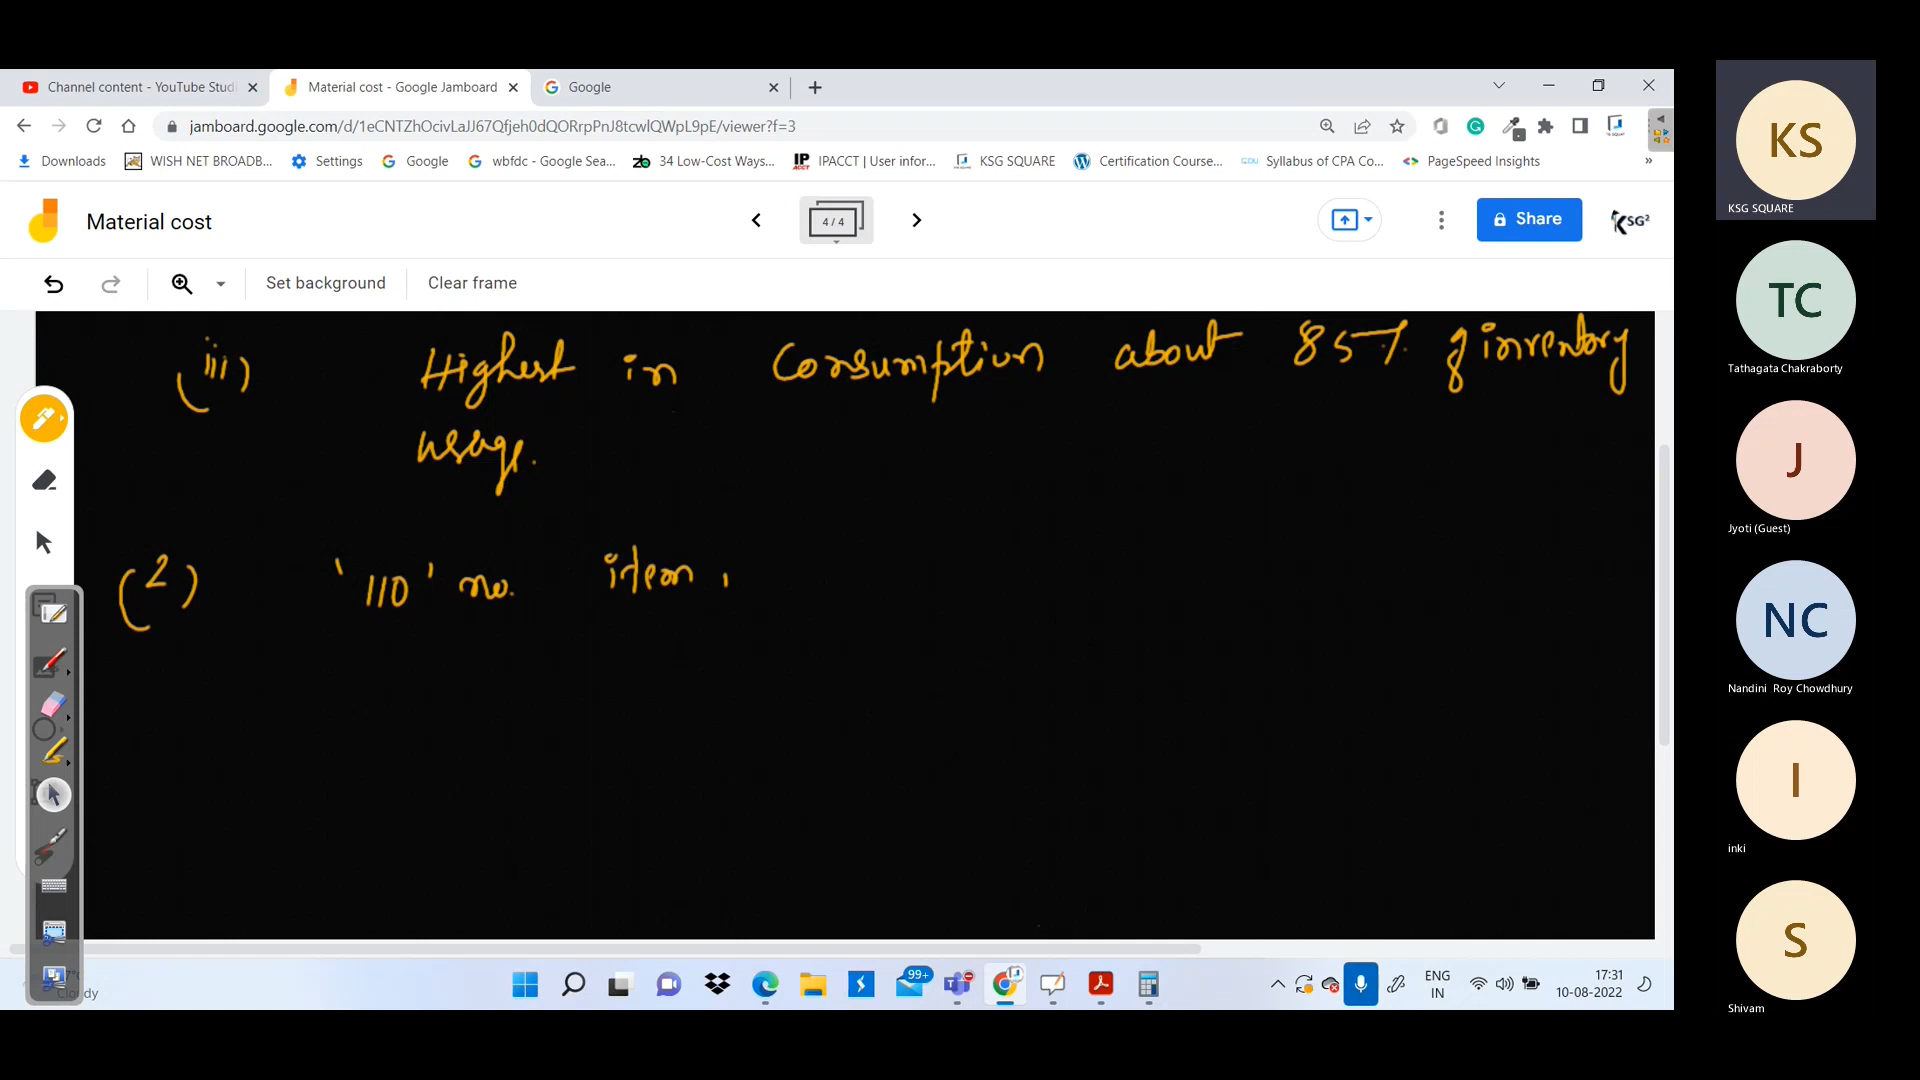 Channel content - YouTube Studi
Material cost - Google Jamboard
Google
jamboard.google.com/d/1eCNTZhOcivLaJJ67Qfjeh0dQORrpPnJ8tcwlQWpL9pE/viewer?f=3
Downloads WISH NET BROADB... Settings Google wbfdc - Google Sea... 34 Low-Cost Ways... IPACCT | User infor... KSG SQUARE Certification Course... Syllabus of CPA Co... PageSpeed Insights »
Material cost
4 / 4
Share
KSG²
Set background
Clear frame
(iii) Highest in Consumption about 85% of inventory
usage.
(2) '110' no. item ,
Cloudy
99+
ENG
IN
17:31
10-08-2022
KS
KSG SQUARE
TC
Tathagata Chakraborty
J
Jyoti (Guest)
NC
Nandini Roy Chowdhury
I
inki
S
Shivam